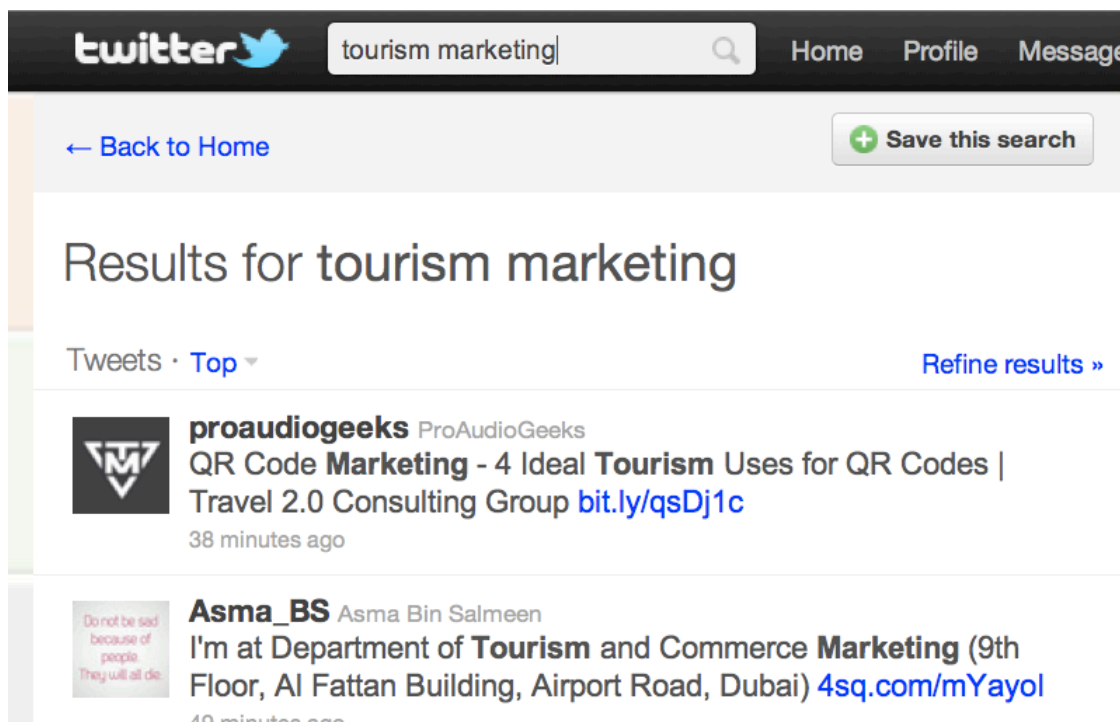 twitter tourism marketing Home Profile Message
← Back to Home Save this search
Results for tourism marketing
Tweets · Top Refine results »
proaudiogeeks ProAudioGeeks
QR Code Marketing - 4 Ideal Tourism Uses for QR Codes |
Travel 2.0 Consulting Group bit.ly/qsDj1c
38 minutes ago
Do not be sad
because of
people.
They will all die.
Asma_BS Asma Bin Salmeen
I'm at Department of Tourism and Commerce Marketing (9th
Floor, Al Fattan Building, Airport Road, Dubai) 4sq.com/mYayol
49 minutes ago